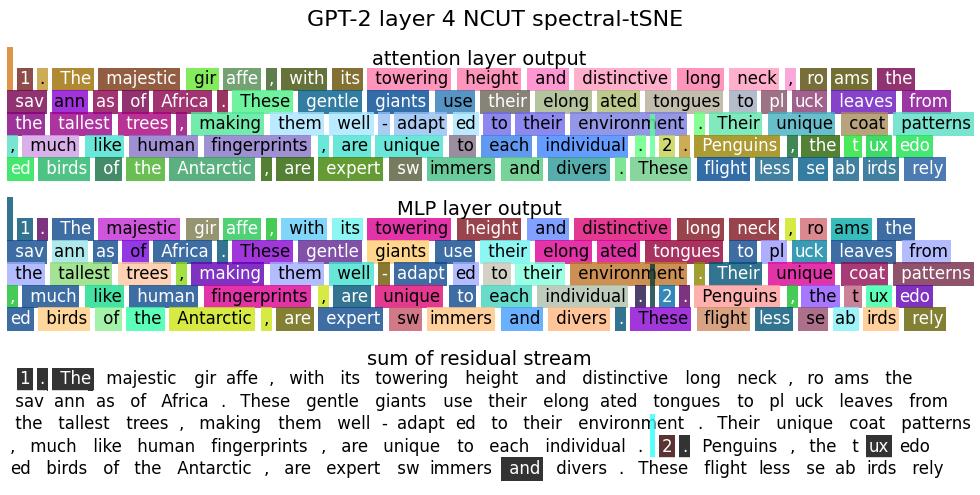 GPT-2 layer 4 NCUT spectral-tSNE
attention layer output
1 . The majestic gir affe , with its towering height and distinctive long neck , ro ams the
sav ann as of Africa . These gentle giants use their elong ated tongues to pl uck leaves from
the tallest trees , making them well - adapt ed to their environment . Their unique coat patterns
, much like human fingerprints , are unique to each individual . 2 . Penguins , the t ux edo
ed birds of the Antarctic , are expert sw immers and divers . These flight less se ab irds rely
MLP layer output
1 . The majestic gir affe , with its towering height and distinctive long neck , ro ams the
sav ann as of Africa . These gentle giants use their elong ated tongues to pl uck leaves from
the tallest trees , making them well - adapt ed to their environment . Their unique coat patterns
, much like human fingerprints , are unique to each individual . 2 . Penguins , the t ux edo
ed birds of the Antarctic , are expert sw immers and divers . These flight less se ab irds rely
sum of residual stream
1 . The majestic gir affe , with its towering height and distinctive long neck , ro ams the
sav ann as of Africa . These gentle giants use their elong ated tongues to pl uck leaves from
the tallest trees , making them well - adapt ed to their environment . Their unique coat patterns
, much like human fingerprints , are unique to each individual . 2 . Penguins , the t ux edo
ed birds of the Antarctic , are expert sw immers and divers . These flight less se ab irds rely